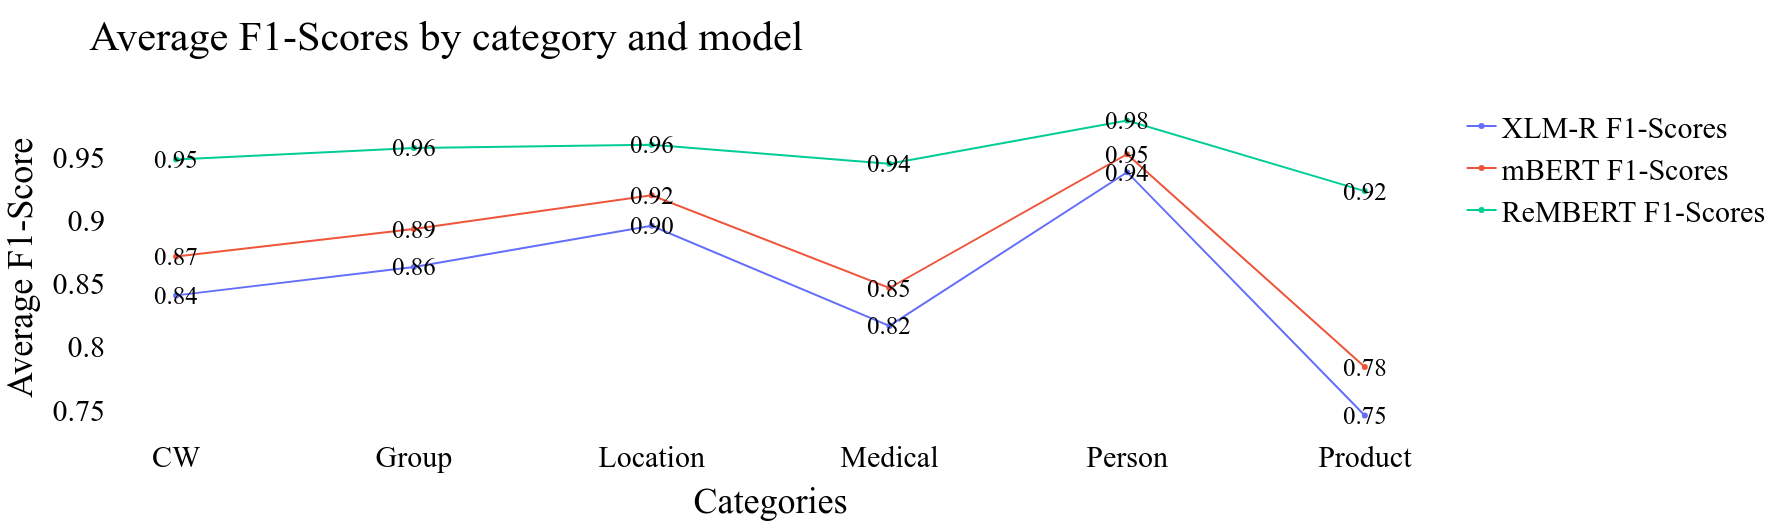 Average F1-Scores by category and model
XLM-R F1-Scores
mBERT F1-Scores
ReMBERT F1-Scores
Average F1-Score
0.95
0.9
0.85
0.8
0.75
0.95 0.96 0.96 0.94 0.98 0.92
0.87 0.89 0.92 0.85 0.95 0.78
0.84 0.86 0.90 0.82 0.94 0.75
CW Group Location Medical Person Product
Categories